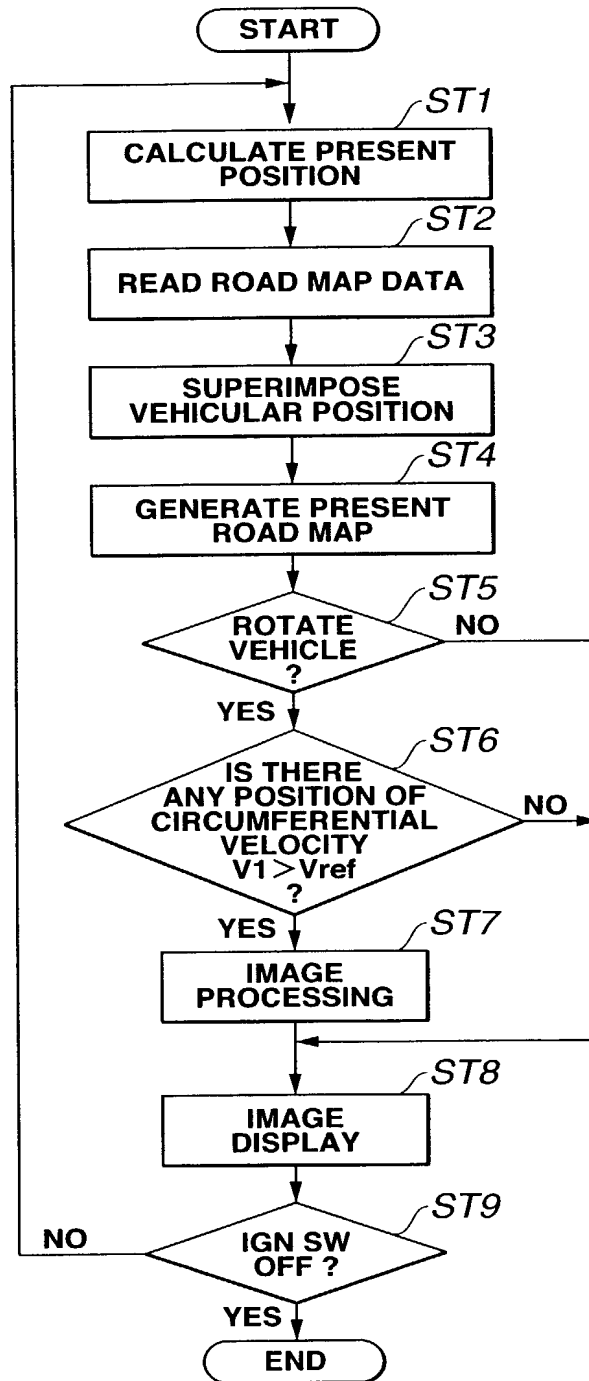 START
ST1
CALCULATE PRESENT
POSITION
ST2
READ ROAD MAP DATA
ST3
SUPERIMPOSE
VEHICULAR POSITION
ST4
GENERATE PRESENT
ROAD MAP
ST5
ROTATE
VEHICLE
?
NO
YES
ST6
IS THERE
ANY POSITION OF
CIRCUMFERENTIAL
VELOCITY
V1>Vref
?
NO
YES
ST7
IMAGE
PROCESSING
ST8
IMAGE
DISPLAY
ST9
IGN SW
OFF ?
NO
YES
END